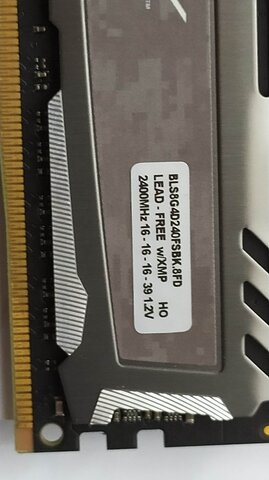 BLS8G4D240FSBK.8FD
LEAD - FREE w/XMP HO
2400MHz 16 - 16 - 16 - 39 1.2V